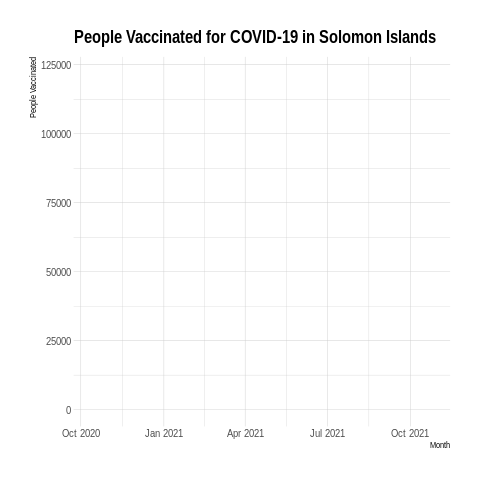 People Vaccinated for COVID-19 in Solomon Islands
People Vaccinated
125000
100000
75000
50000
25000
0
Oct 2020 Jan 2021 Apr 2021 Jul 2021 Oct 2021
Month